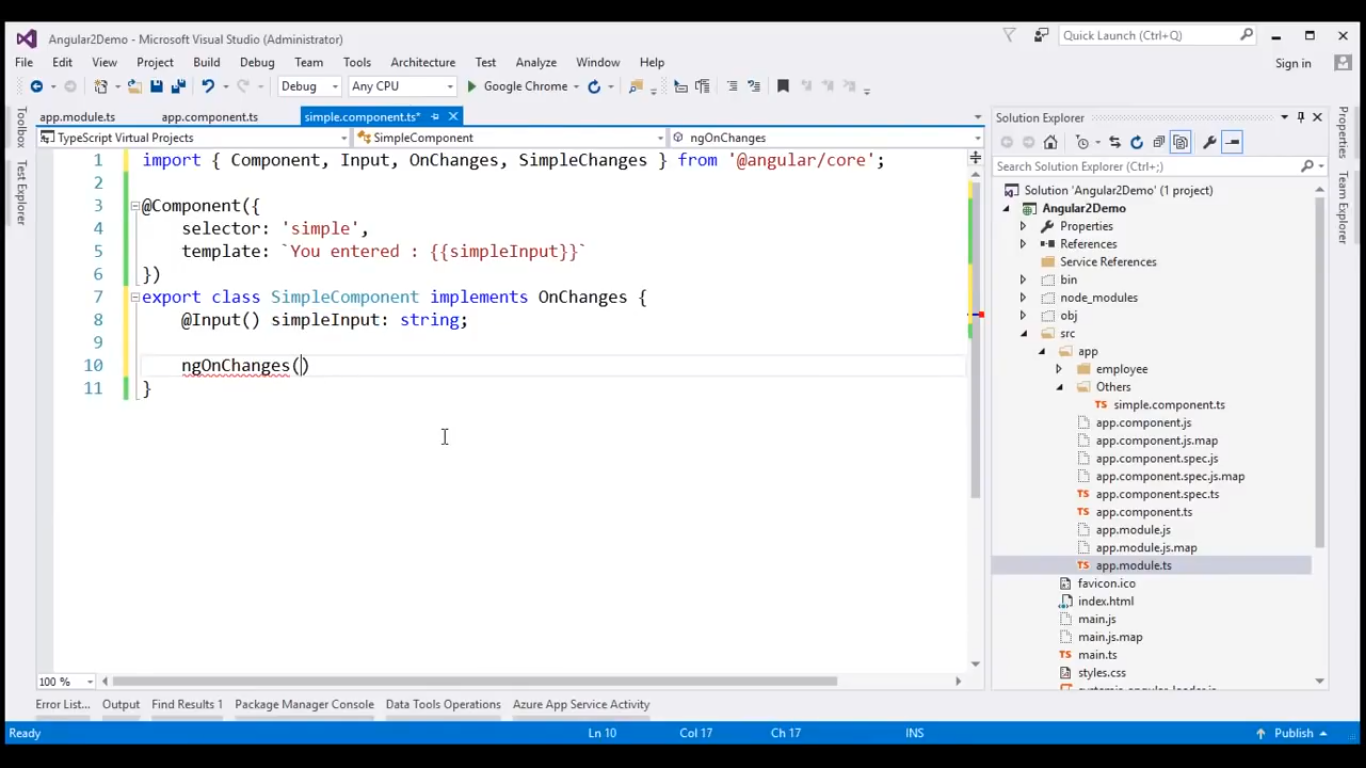 Angular2Demo - Microsoft Visual Studio (Administrator)
Quick Launch (Ctrl+Q)
File Edit View Project Build Debug Team Tools Architecture Test Analyze Window Help
Sign in
Debug Any CPU Google Chrome
Toolbox
Test Explorer
app.module.ts app.component.ts simple.component.ts*
TypeScript Virtual Projects SimpleComponent ngOnChanges
1 import { Component, Input, OnChanges, SimpleChanges } from '@angular/core';
2
3 @Component({
4 selector: 'simple',
5 template: `You entered : {{simpleInput}}`
6 })
7 export class SimpleComponent implements OnChanges {
8 @Input() simpleInput: string;
9
10 ngOnChanges()
11 }
100 %
Solution Explorer
Search Solution Explorer (Ctrl+;)
Solution 'Angular2Demo' (1 project)
Angular2Demo
Properties
References
Service References
bin
node_modules
obj
src
app
employee
Others
TS simple.component.ts
app.component.js
app.component.js.map
app.component.spec.js
app.component.spec.js.map
TS app.component.spec.ts
TS app.component.ts
app.module.js
app.module.js.map
TS app.module.ts
favicon.ico
index.html
main.js
main.js.map
TS main.ts
styles.css
Properties
Team Explorer
Error List... Output Find Results 1 Package Manager Console Data Tools Operations Azure App Service Activity
Ready Ln 10 Col 17 Ch 17 INS Publish